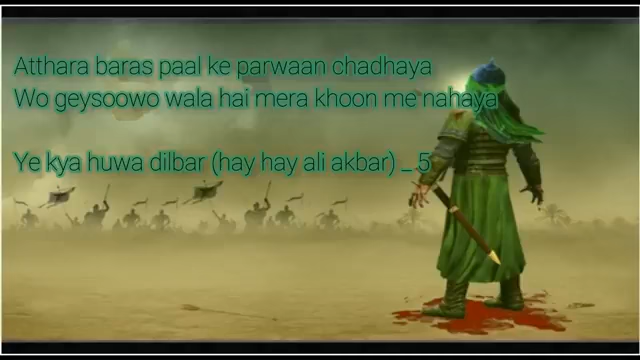 Atthara baras paal ke parwaan chadhaya
Wo geysoowo wala hai mera khoon me nahaya
Ye kya huwa dilbar (hay hay ali akbar) _ 5